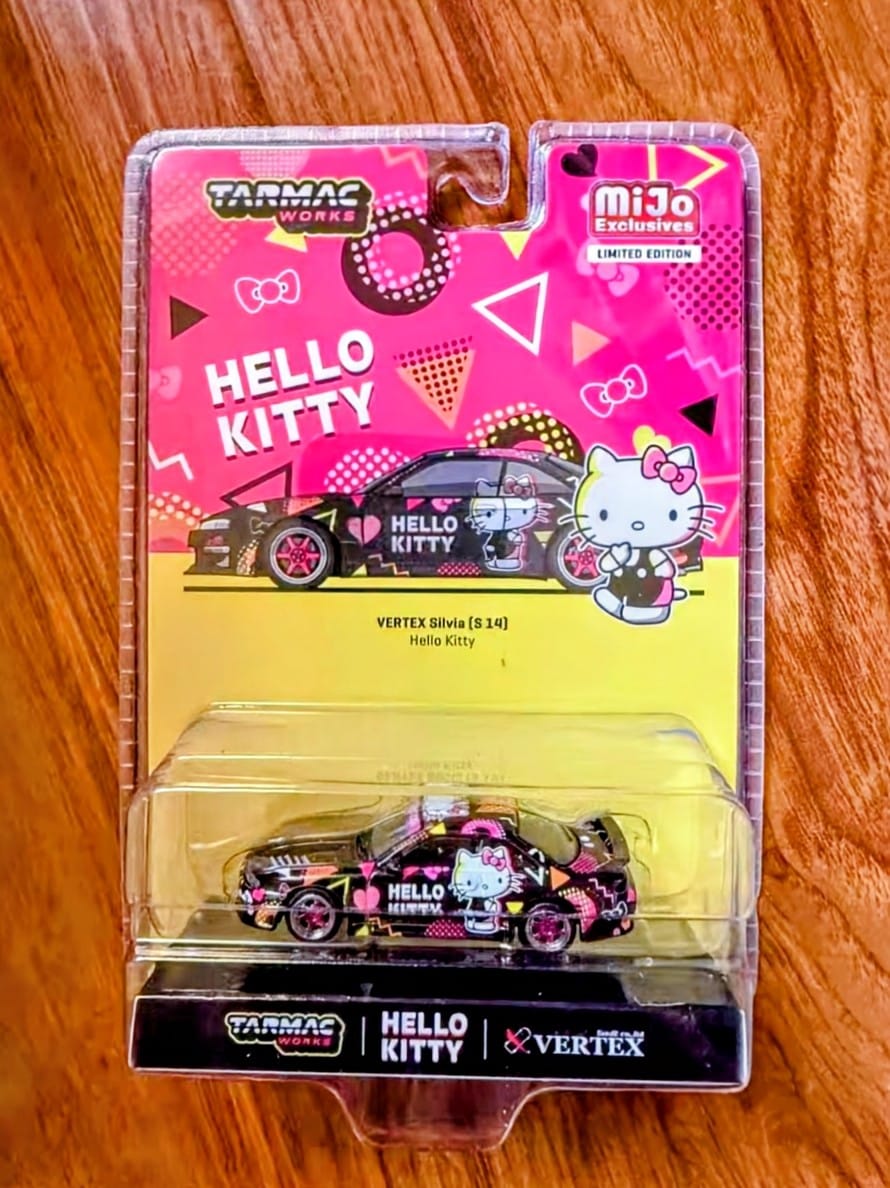 TARMAC
WORKS
MiJo
Exclusives
LIMITED EDITION
HELLO
KITTY
HELLO
KITTY
VERTEX Silvia (S 14)
Hello Kitty
HELLO
KITTY
TARMAC
WORKS
HELLO
KITTY
VERTEX